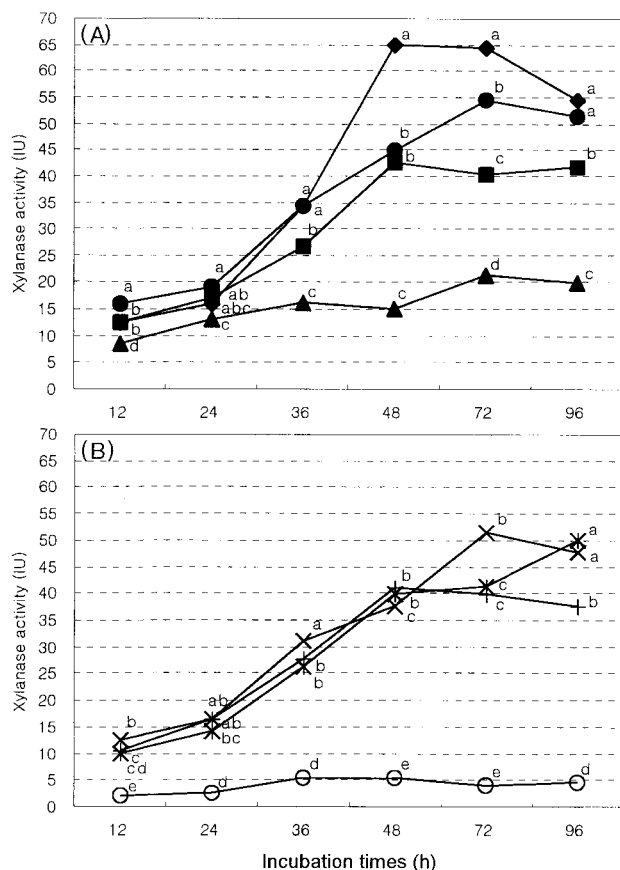 (A)
Xylanase activity (IU)
70
65
60
55
50
45
40
35
30
25
20
15
10
5
0
a
b
b
d
a
ab
abc
c
a
a
b
c
a
b
b
c
a
b
c
d
a
a
b
c
12 24 36 48 72 96
(B)
Xylanase activity (IU)
70
65
60
55
50
45
40
35
30
25
20
15
10
5
0
b
c
cd
e
ab
ab
bc
d
a
b
b
d
b
b
c
e
b
c
c
e
a
a
b
d
12 24 36 48 72 96
Incubation times (h)